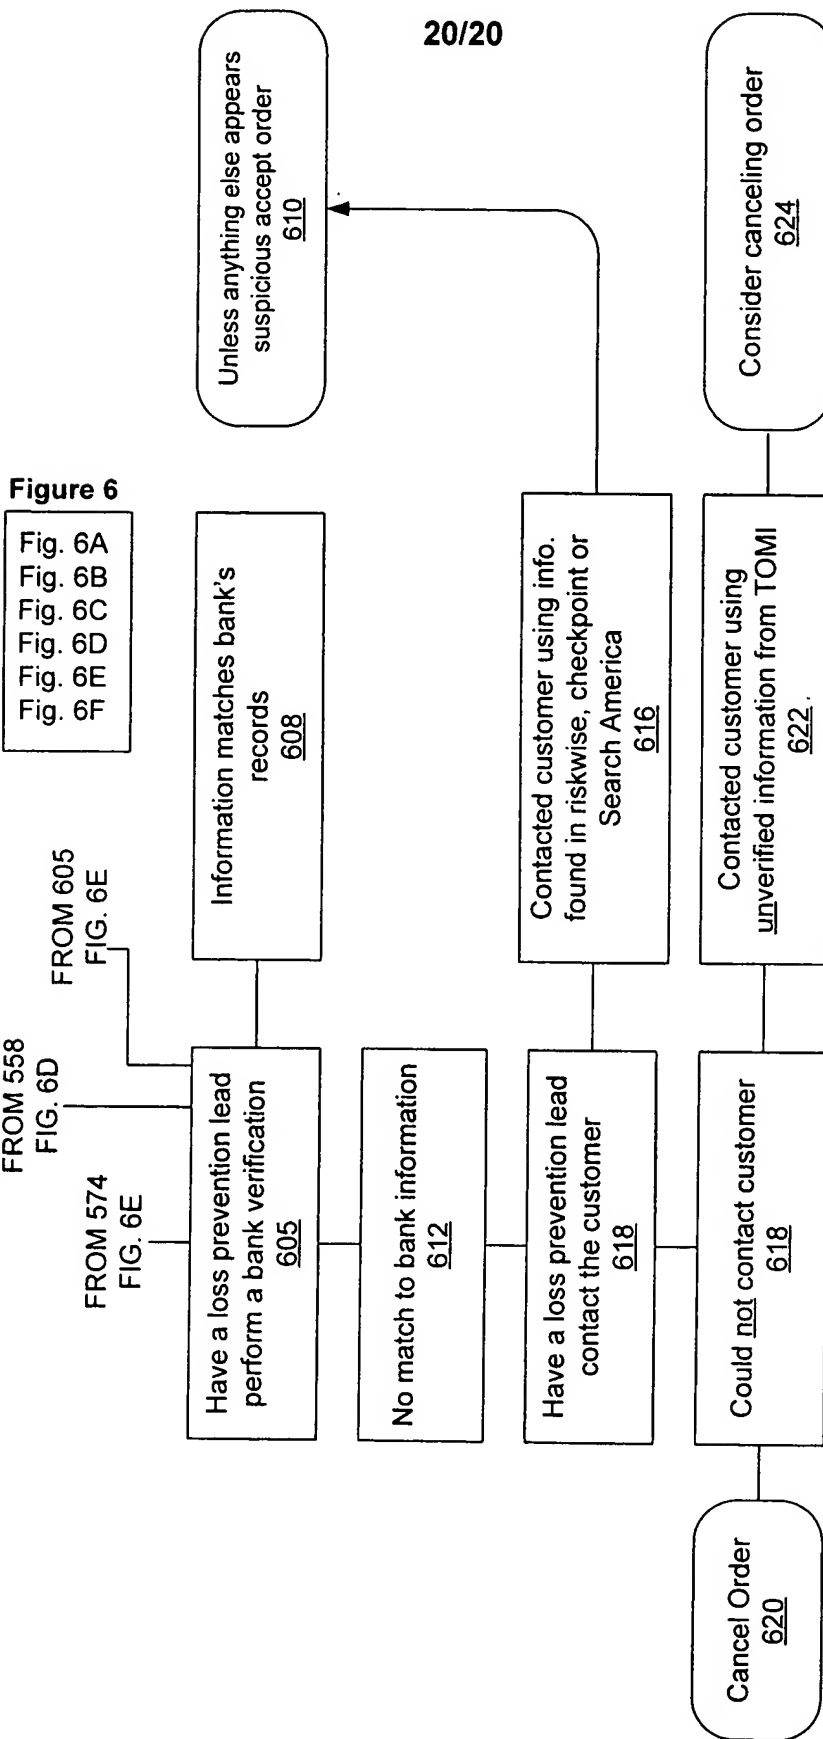 20/20
Figure 6
Fig. 6A
Fig. 6B
Fig. 6C
Fig. 6D
Fig. 6E
Fig. 6F
FROM 574
FIG. 6E
FROM 558
FIG. 6D
FROM 605
FIG. 6E
Have a loss prevention lead
perform a bank verification
605
Information matches bank's
records
608
Unless anything else appears
suspicious accept order
610
No match to bank information
612
Have a loss prevention lead
contact the customer
618
Contacted customer using info.
found in riskwise, checkpoint or
Search America
616
Cancel Order
620
Could not contact customer
618
Contacted customer using
unverified information from TOMI
622.
Consider canceling order
624